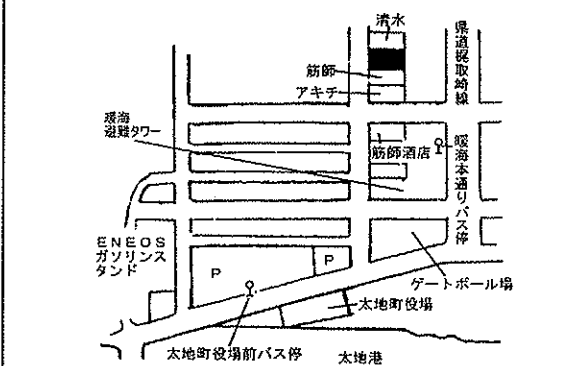 清水
県道梶取崎線
筋師
アキチ
暖海
避難タワー
筋師酒店
暖海本通りバス停
ENEOS
ガソリンス
タンド
P
P
ゲートボール場
太地町役場
太地町役場前バス停
太地港